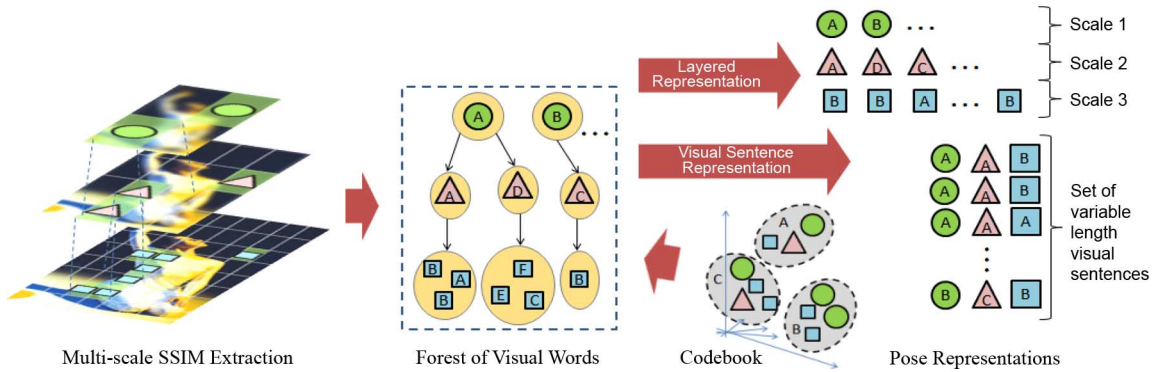 A B ... Scale 1
Layered
Representation
A D C ... Scale 2
B B A ... B Scale 3
A B ...
Visual Sentence
Representation
A A B
A A B
A A A
B C B
Set of
variable
length
visual
sentences
A D C
B A B
F E C
B
A
C
B
Multi-scale SSIM Extraction
Forest of Visual Words
Codebook
Pose Representations